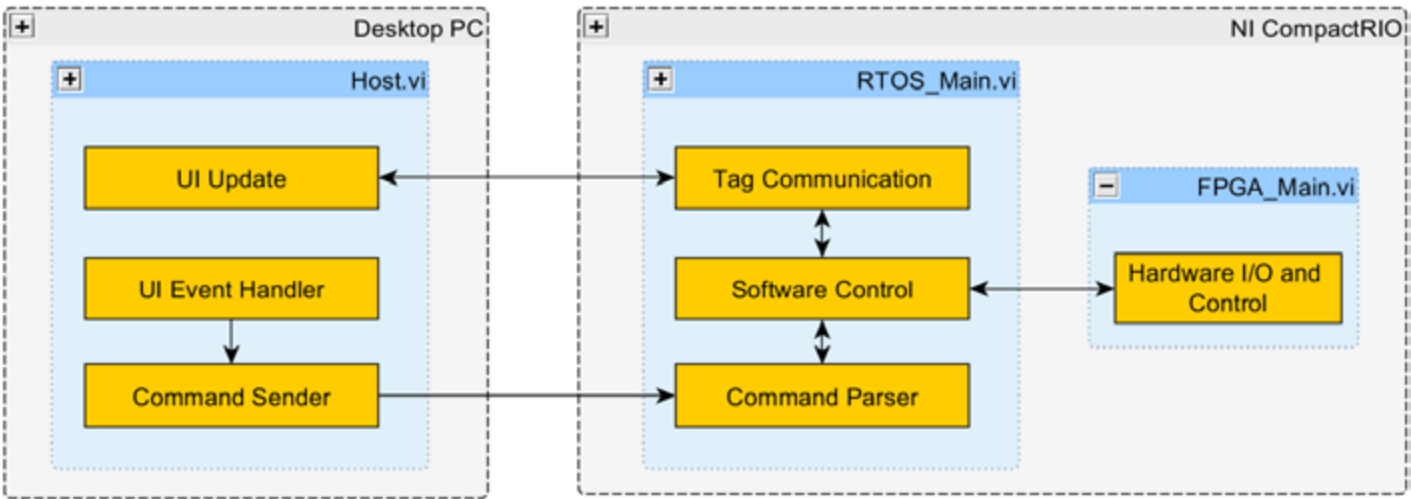 Desktop PC
Host.vi
UI Update
UI Event Handler
Command Sender
NI CompactRIO
RTOS_Main.vi
Tag Communication
Software Control
Command Parser
FPGA_Main.vi
Hardware I/O and
Control